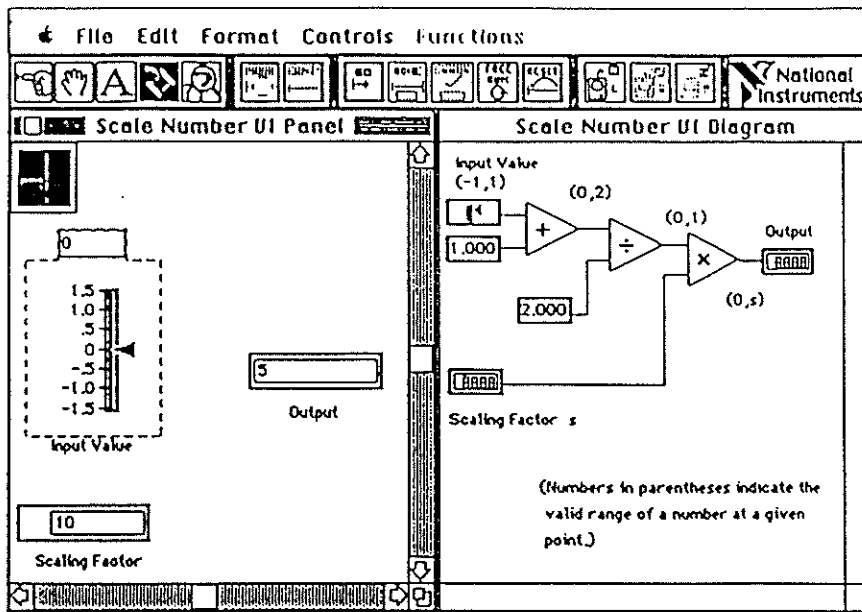 File Edit Format Controls Functions
A
National Instruments
Scale Number VI Panel
0
1.5
1.0
.5
0
-.5
-1.0
-1.5
Input Value
5
Output
10
Scaling Factor
Scale Number VI Diagram
Input Value
(-1,1)
(0,2)
1.000
+
÷
(0,1)
×
Output
2.000
(0,s)
Scaling Factor s
(Numbers in parentheses indicate the
valid range of a number at a given
point.)